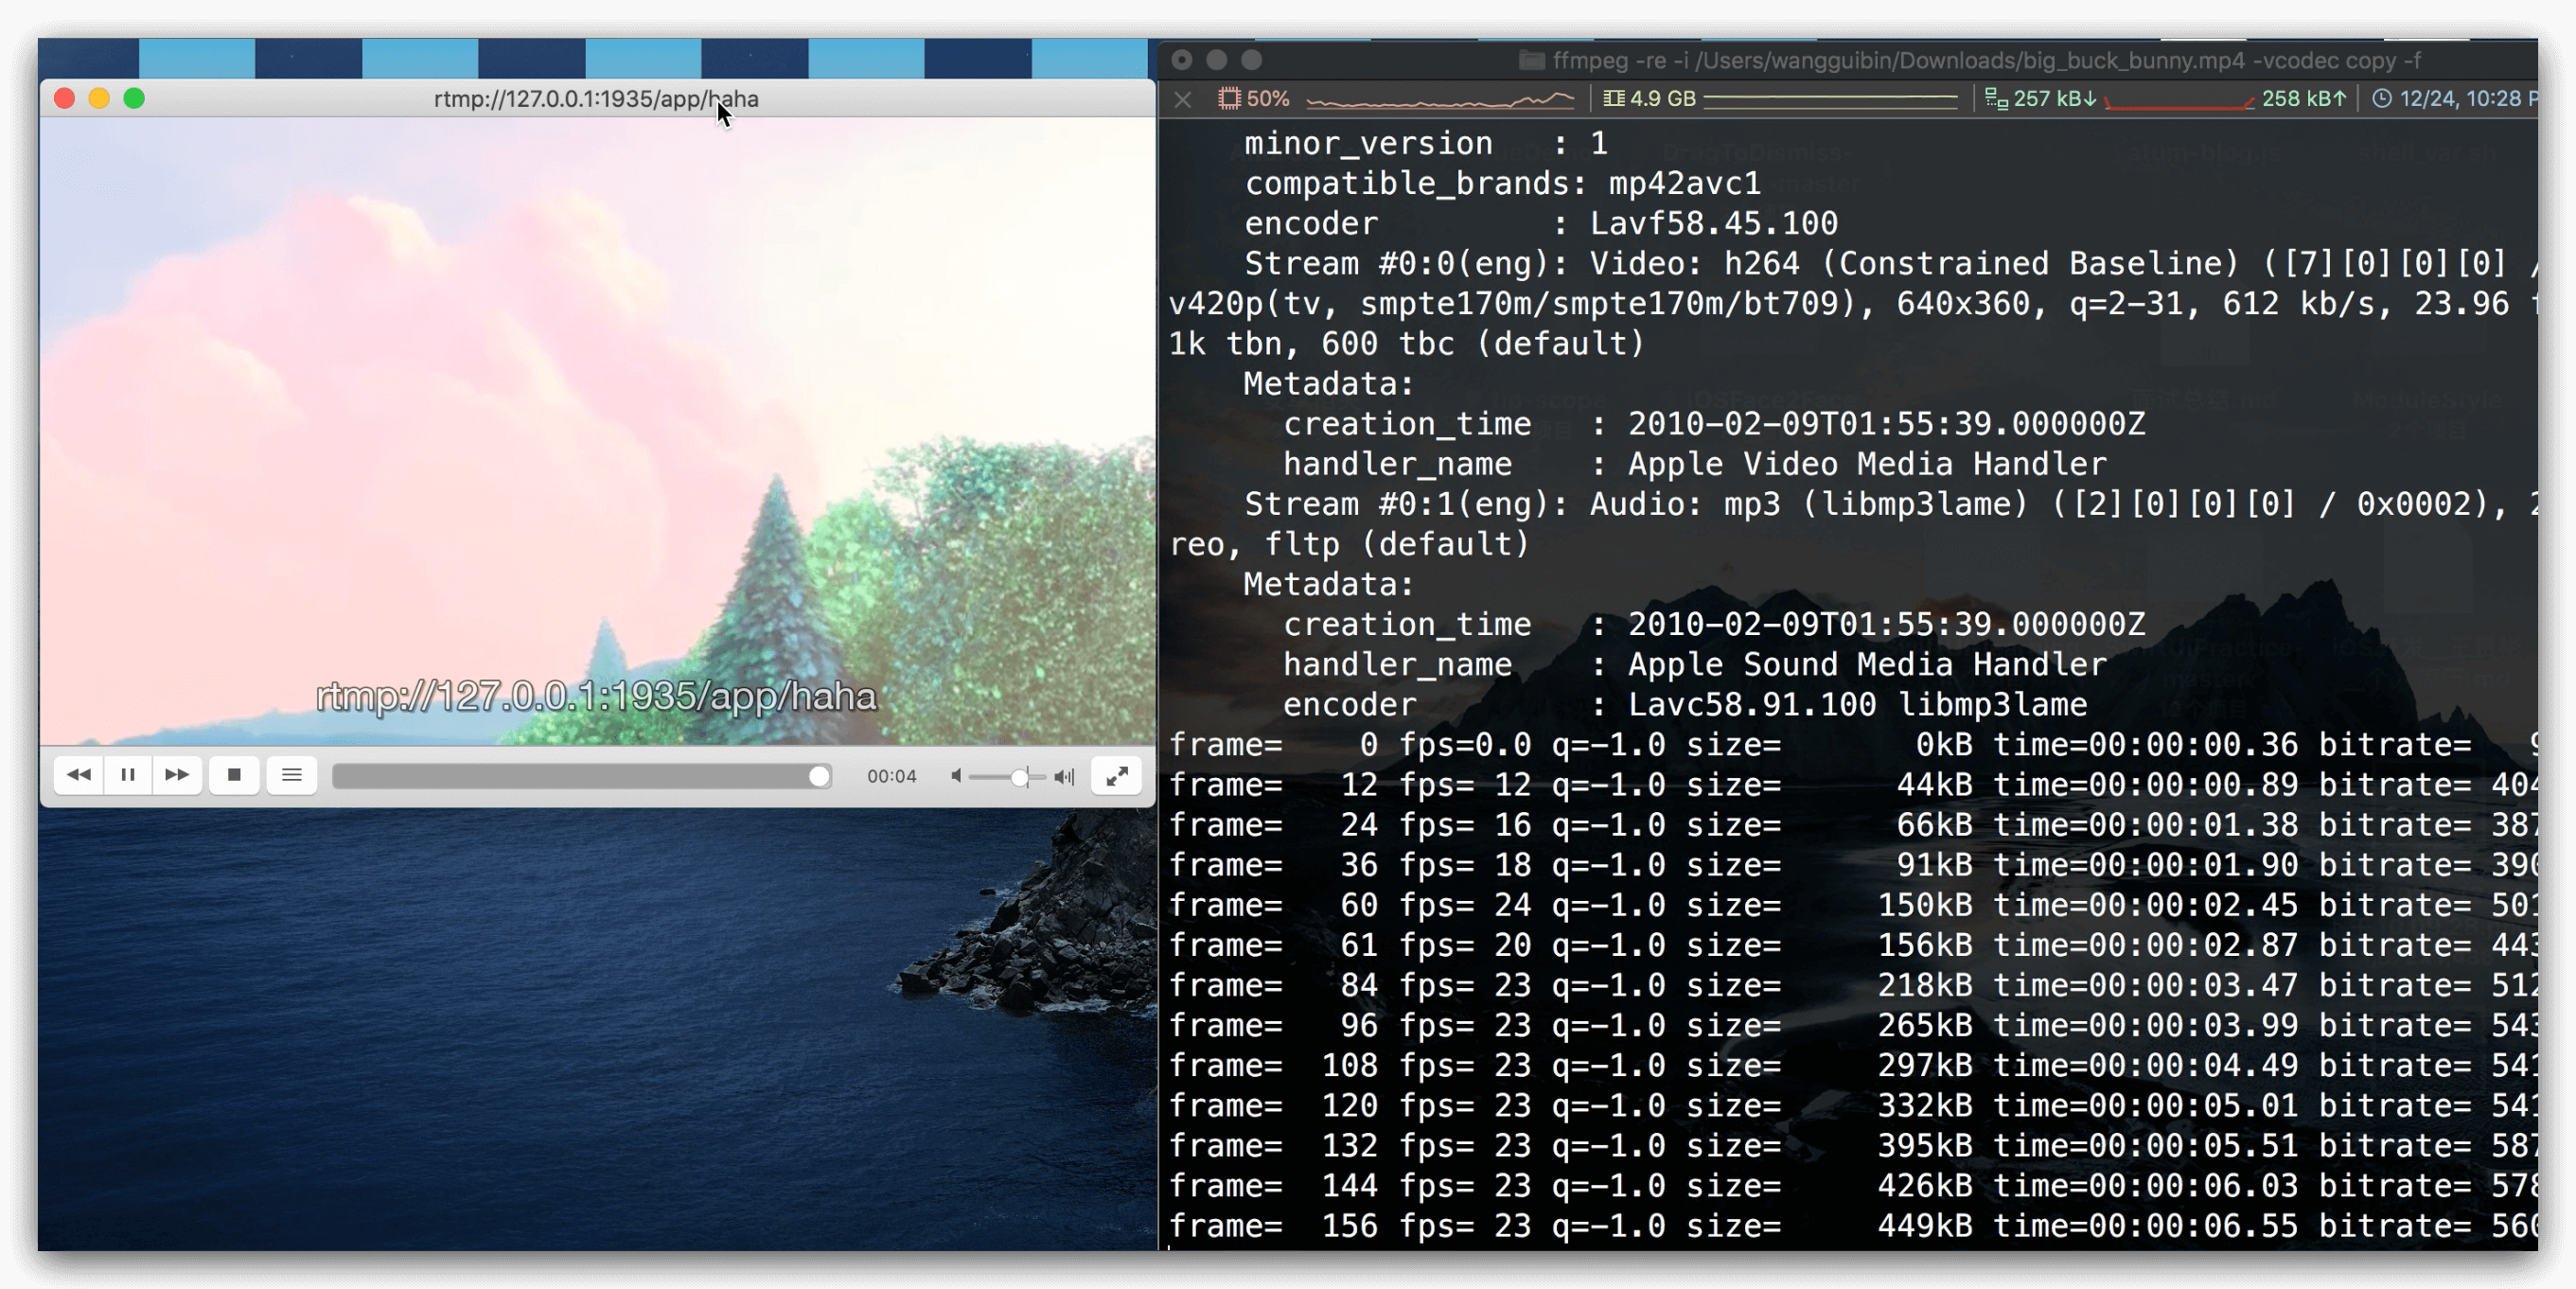 rtmp://127.0.0.1:1935/app/haha
rtmp://127.0.0.1:1935/app/haha
00:04
ffmpeg -re -i /Users/wangguibin/Downloads/big_buck_bunny.mp4 -vcodec copy -f
50% 4.9 GB 257 kB↓ 258 kB↑ 12/24, 10:28 P
minor_version : 1
compatible_brands: mp42avc1
encoder : Lavf58.45.100
Stream #0:0(eng): Video: h264 (Constrained Baseline) ([7][0][0][0] /
v420p(tv, smpte170m/smpte170m/bt709), 640x360, q=2-31, 612 kb/s, 23.96 f
1k tbn, 600 tbc (default)
Metadata:
creation_time : 2010-02-09T01:55:39.000000Z
handler_name : Apple Video Media Handler
Stream #0:1(eng): Audio: mp3 (libmp3lame) ([2][0][0][0] / 0x0002), 2
reo, fltp (default)
Metadata:
creation_time : 2010-02-09T01:55:39.000000Z
handler_name : Apple Sound Media Handler
encoder : Lavc58.91.100 libmp3lame
frame= 0 fps=0.0 q=-1.0 size= 0kB time=00:00:00.36 bitrate= 9
frame= 12 fps= 12 q=-1.0 size= 44kB time=00:00:00.89 bitrate= 404
frame= 24 fps= 16 q=-1.0 size= 66kB time=00:00:01.38 bitrate= 387
frame= 36 fps= 18 q=-1.0 size= 91kB time=00:00:01.90 bitrate= 390
frame= 60 fps= 24 q=-1.0 size= 150kB time=00:00:02.45 bitrate= 501
frame= 61 fps= 20 q=-1.0 size= 156kB time=00:00:02.87 bitrate= 443
frame= 84 fps= 23 q=-1.0 size= 218kB time=00:00:03.47 bitrate= 512
frame= 96 fps= 23 q=-1.0 size= 265kB time=00:00:03.99 bitrate= 543
frame= 108 fps= 23 q=-1.0 size= 297kB time=00:00:04.49 bitrate= 541
frame= 120 fps= 23 q=-1.0 size= 332kB time=00:00:05.01 bitrate= 541
frame= 132 fps= 23 q=-1.0 size= 395kB time=00:00:05.51 bitrate= 587
frame= 144 fps= 23 q=-1.0 size= 426kB time=00:00:06.03 bitrate= 578
frame= 156 fps= 23 q=-1.0 size= 449kB time=00:00:06.55 bitrate= 560